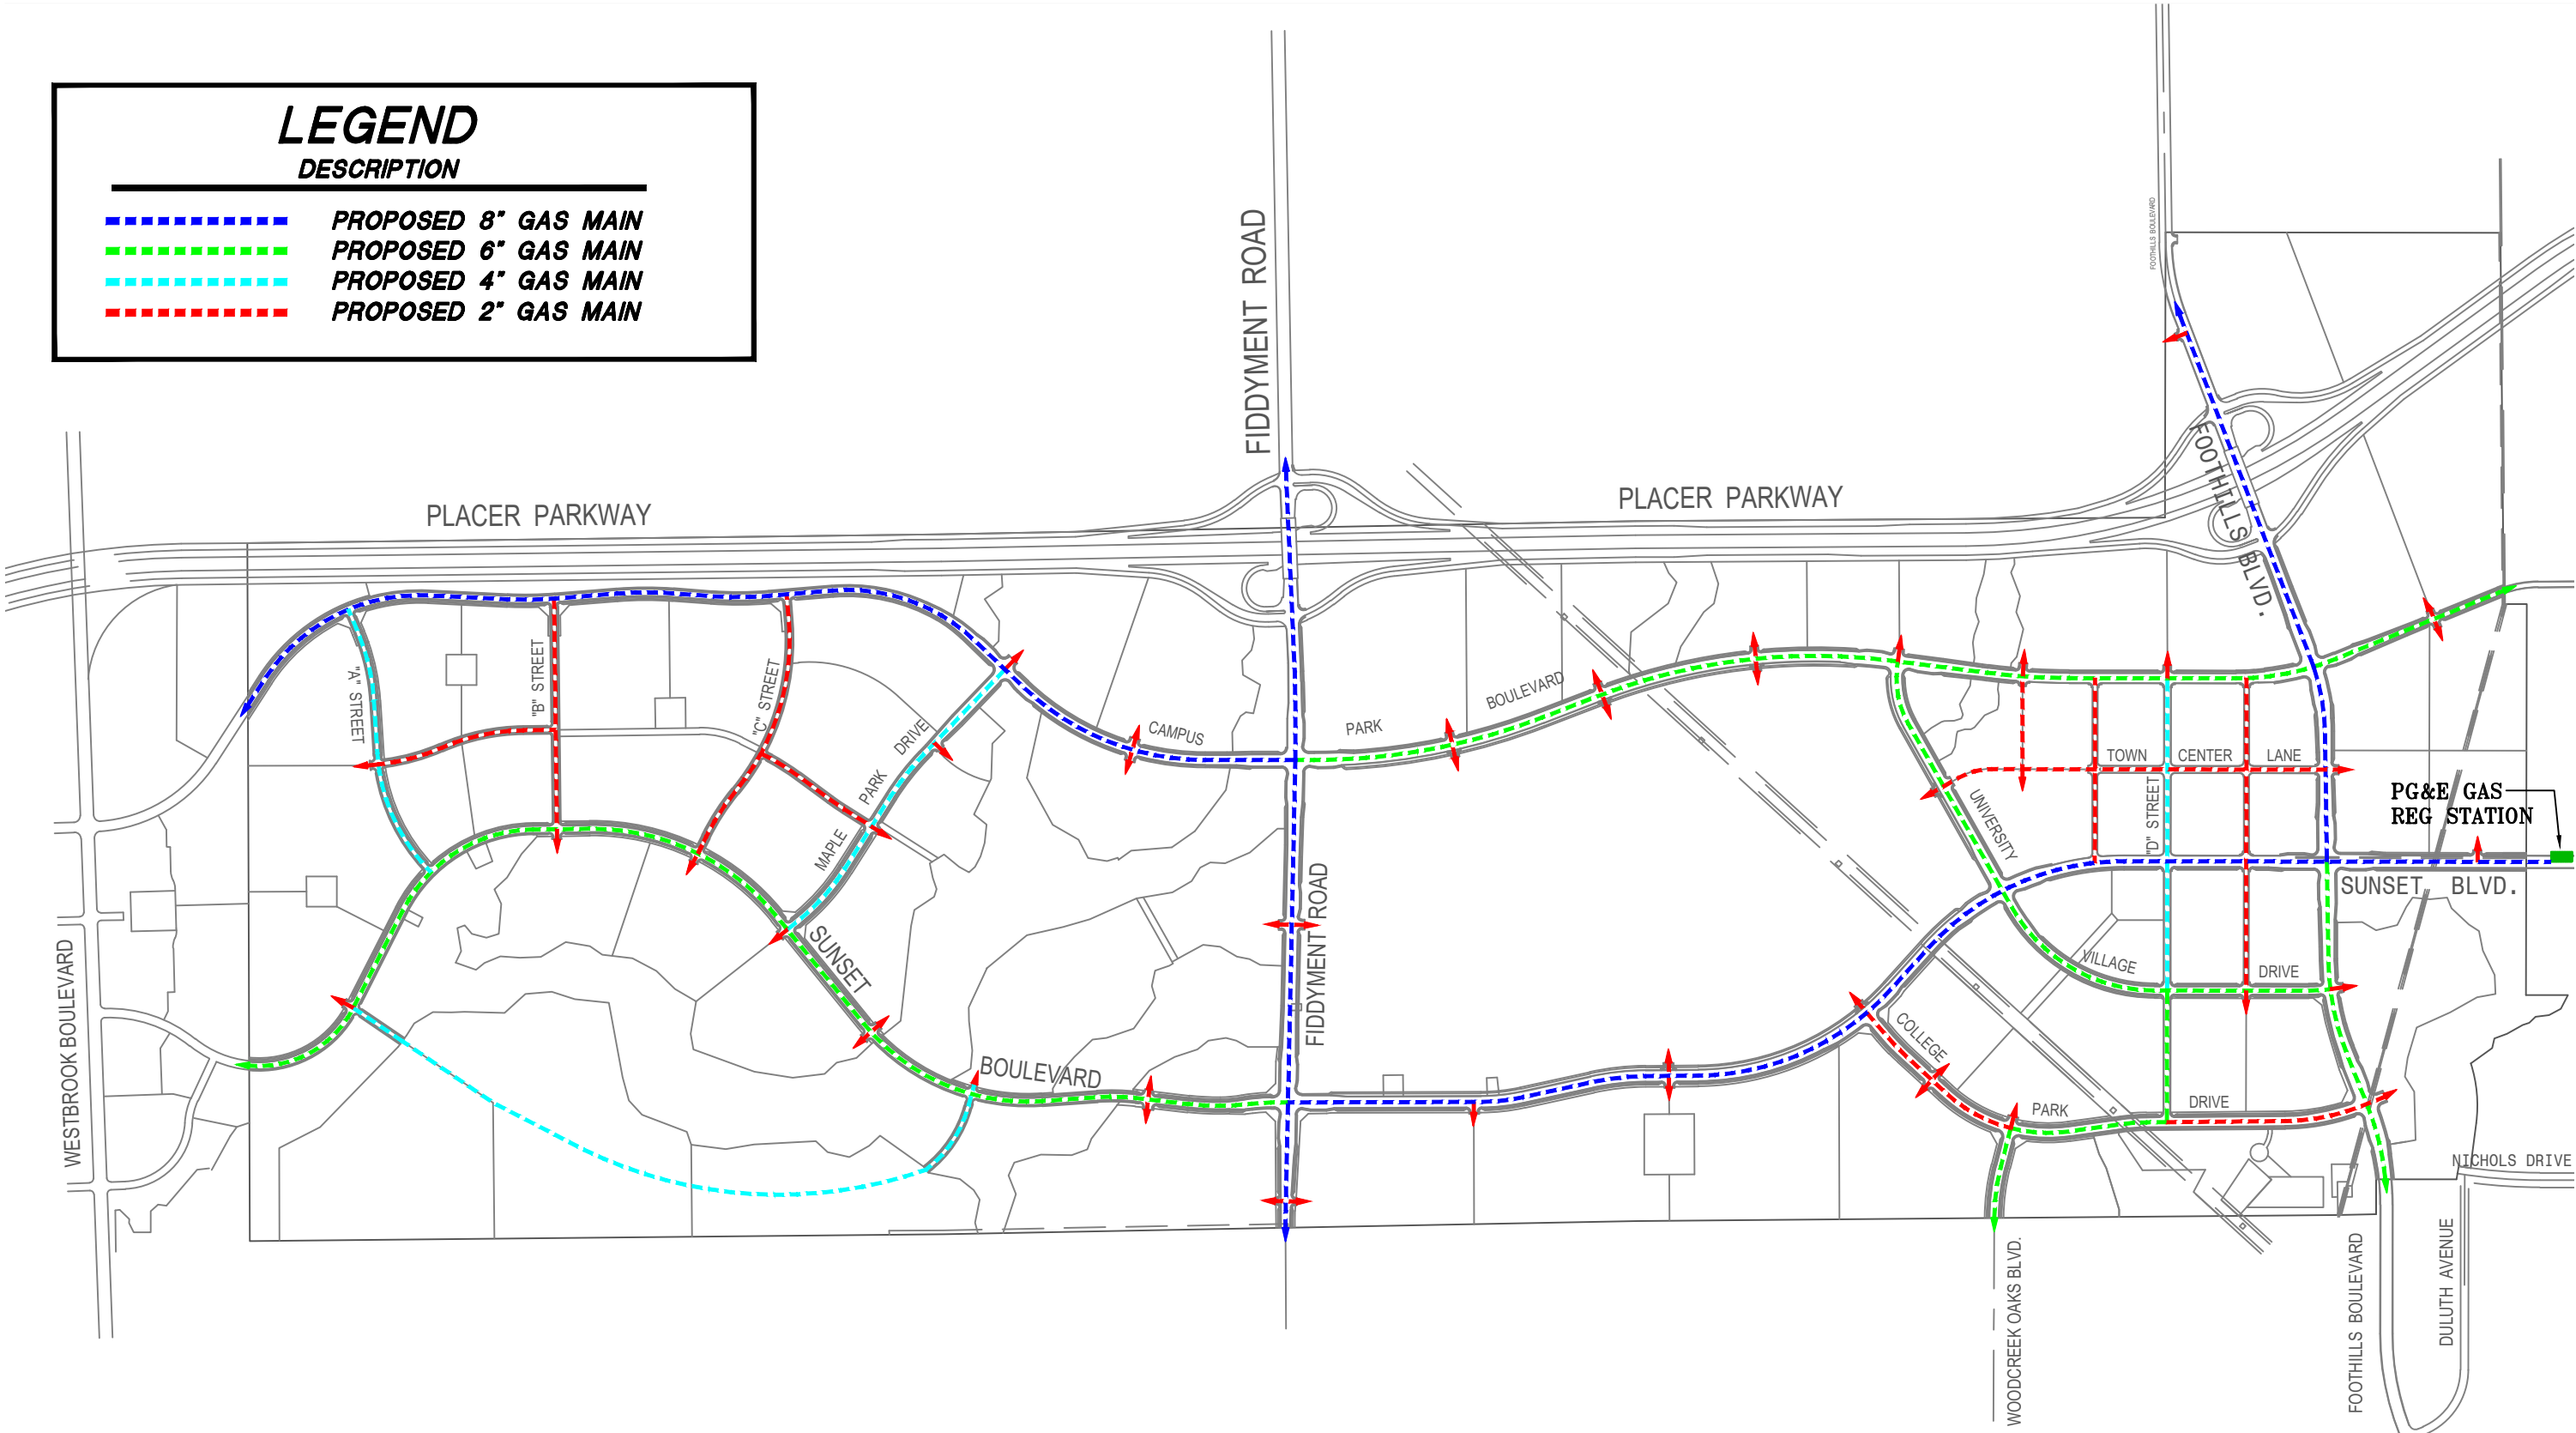 LEGEND
DESCRIPTION
PROPOSED 8" GAS MAIN
PROPOSED 6" GAS MAIN
PROPOSED 4" GAS MAIN
PROPOSED 2" GAS MAIN
FIDDYMENT ROAD
FOOTHILLS BOULEVARD
PLACER PARKWAY
PLACER PARKWAY
FOOTHILLS BLVD.
"A" STREET
"B" STREET
"C" STREET
MAPLE
PARK
DRIVE
CAMPUS
PARK
BOULEVARD
TOWN
CENTER
LANE
UNIVERSITY
"D" STREET
PG&E GAS
REG STATION
SUNSET BLVD.
VILLAGE
DRIVE
WESTBROOK BOULEVARD
SUNSET
BOULEVARD
FIDDYMENT ROAD
COLLEGE
PARK
DRIVE
NICHOLS DRIVE
WOODCREEK OAKS BLVD.
FOOTHILLS BOULEVARD
DULUTH AVENUE